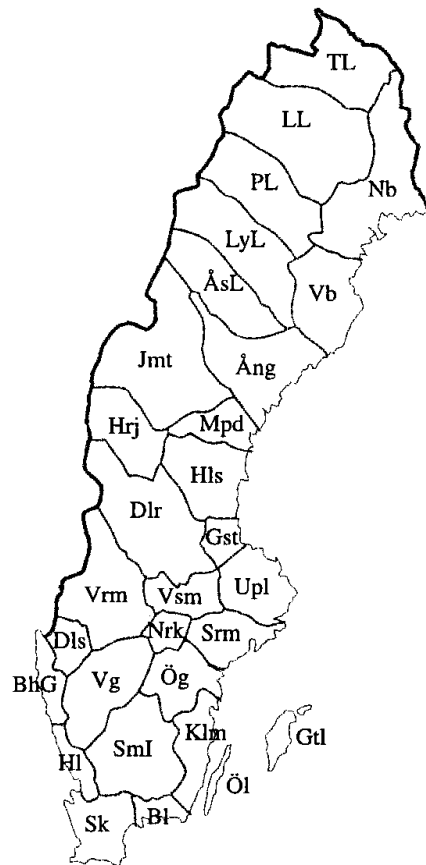 TL
LL
PL
Nb
LyL
ÅsL
Vb
Jmt
Ång
Hrj
Mpd
Hls
Dlr
Gst
Vrm
Vsm
Upl
Dls
Nrk
Srm
BhG
Vg
Ög
Klm
Gtl
Hl
SmI
Öl
Sk
Bl